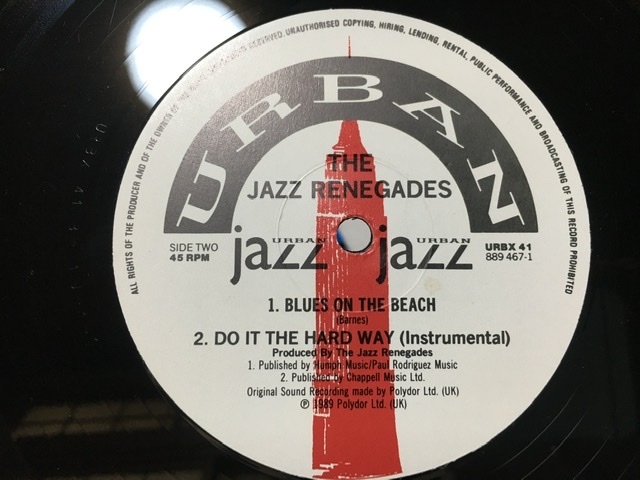 ALL RIGHTS OF THE PRODUCER AND OF THE OWNER OF THE RESERVED. UNAUTHORISED COPYING, HIRING, LENDING, RENTAL, PUBLIC PERFORMANCE AND BROADCASTING OF THIS RECORD PROHIBITED
URBAN
THE
JAZZ RENEGADES
SIDE TWO
45 RPM
URBAN
jazz
URBAN
jazz
URBX 41
889 467-1
1. BLUES ON THE BEACH
(Barnes)
2. DO IT THE HARD WAY (Instrumental)
Produced By The Jazz Renegades
1. Published by Humph Music/Paul Rodriguez Music
2. Published by Chappell Music Ltd.
Original Sound Recording made by Polydor Ltd. (UK)
℗ 1989 Polydor Ltd. (UK)